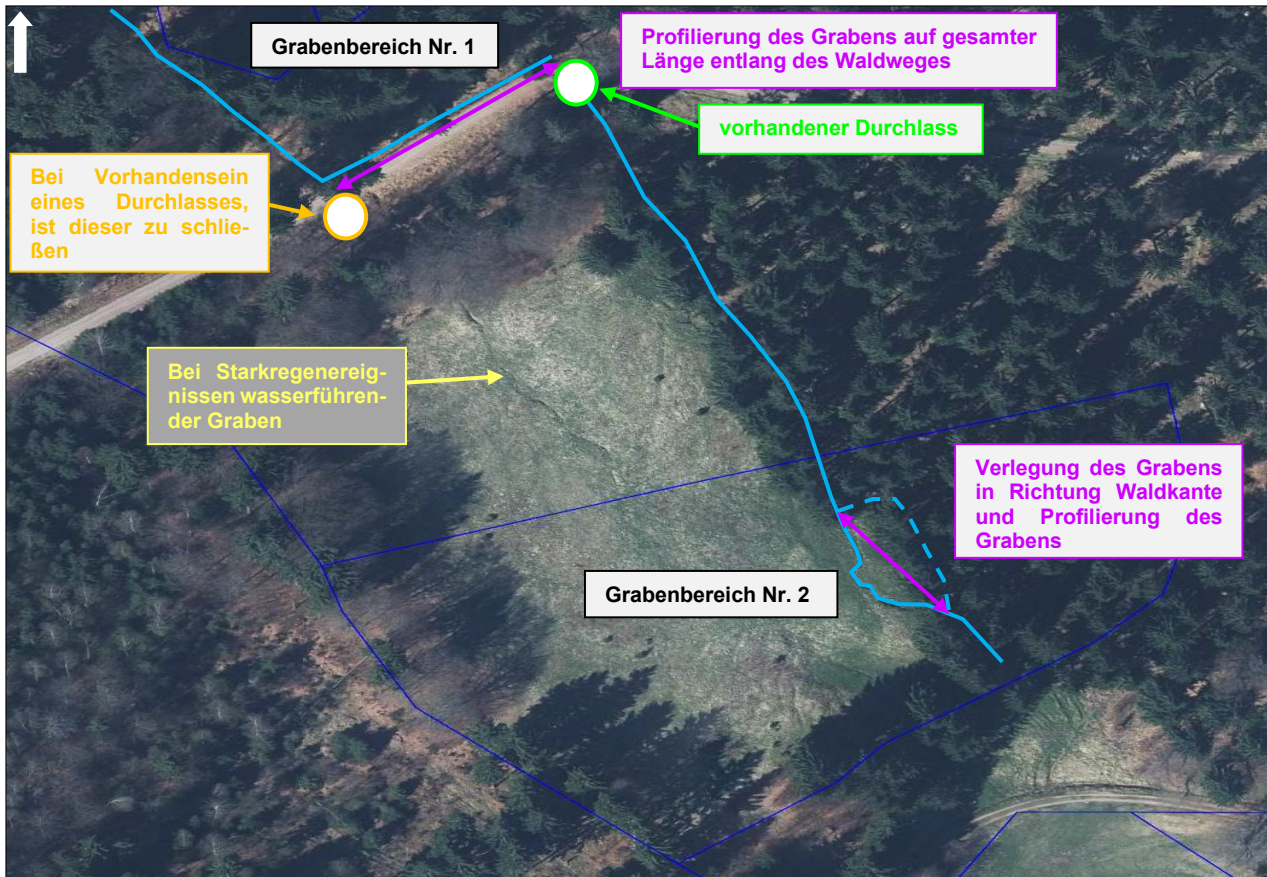 Grabenbereich Nr. 1
Profilierung des Grabens auf gesamter
Länge entlang des Waldweges
vorhandener Durchlass
Bei Vorhandensein
eines Durchlasses,
ist dieser zu schlie-
ßen
Bei Starkregenereig-
nissen wasserführen-
der Graben
Verlegung des Grabens
in Richtung Waldkante
und Profilierung des
Grabens
Grabenbereich Nr. 2